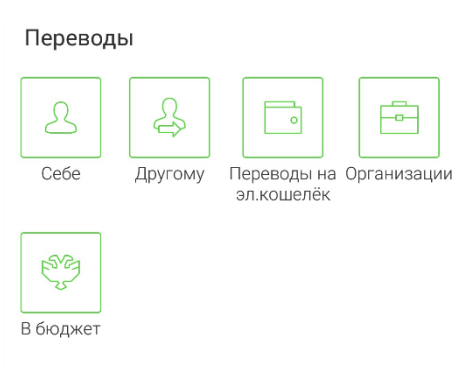 Переводы
Себе
Другому
Переводы на
эл.кошелёк
Организации
В бюджет